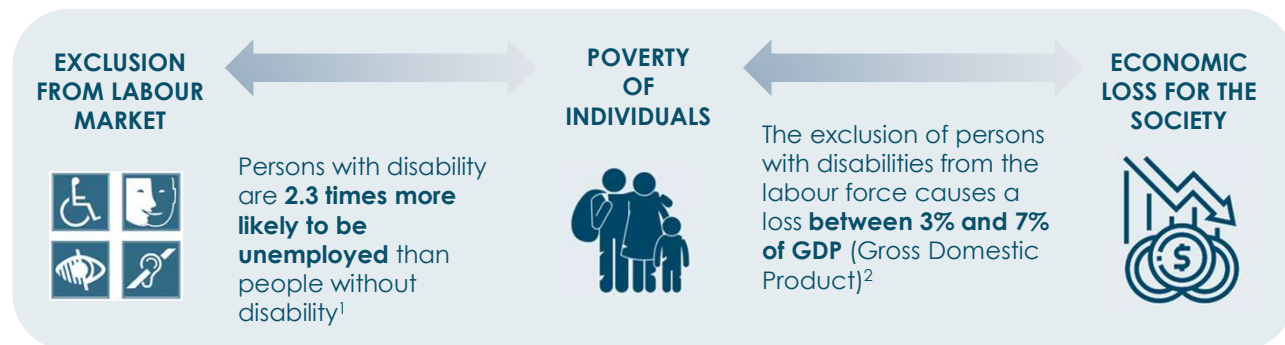 EXCLUSION
FROM LABOUR
MARKET
Persons with disability
are 2.3 times more
likely to be
unemployed than
people without
disability¹
POVERTY
OF
INDIVIDUALS
The exclusion of persons
with disabilities from the
labour force causes a
loss between 3% and 7%
of GDP (Gross Domestic
Product)²
ECONOMIC
LOSS FOR THE
SOCIETY
$